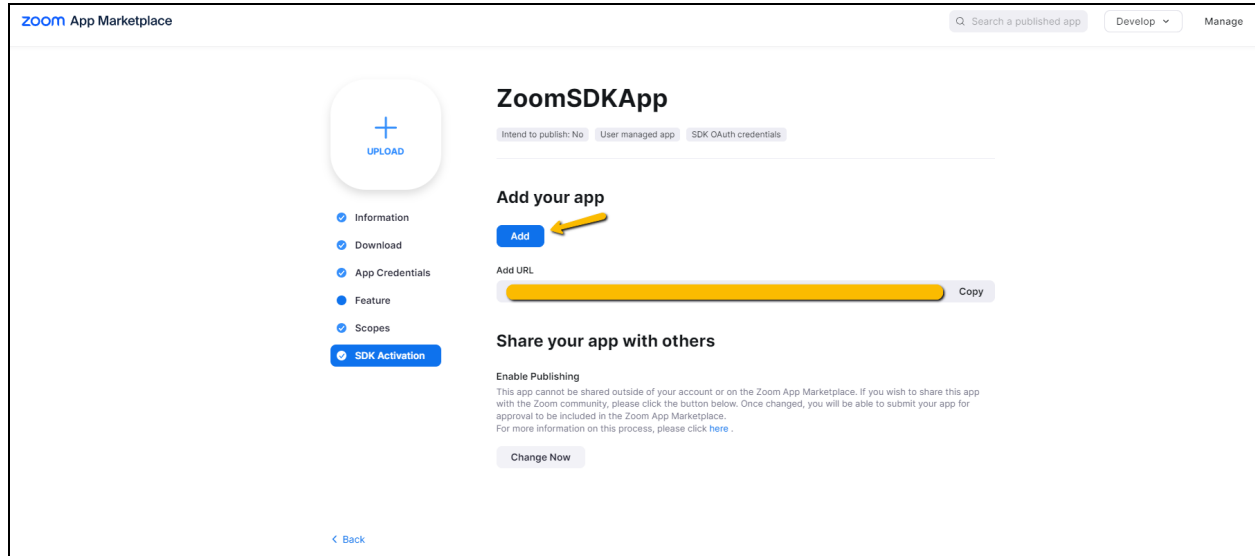 zoom App Marketplace
Search a published app
Develop
Manage
UPLOAD
Information
Download
App Credentials
Feature
Scopes
SDK Activation
ZoomSDKApp
Intend to publish: No User managed app SDK OAuth credentials
Add your app
Add
Add URL
Copy
Share your app with others
Enable Publishing
This app cannot be shared outside of your account or on the Zoom App Marketplace. If you wish to share this app
with the Zoom community, please click the button below. Once changed, you will be able to submit your app for
approval to be included in the Zoom App Marketplace.
For more information on this process, please click here .
Change Now
< Back